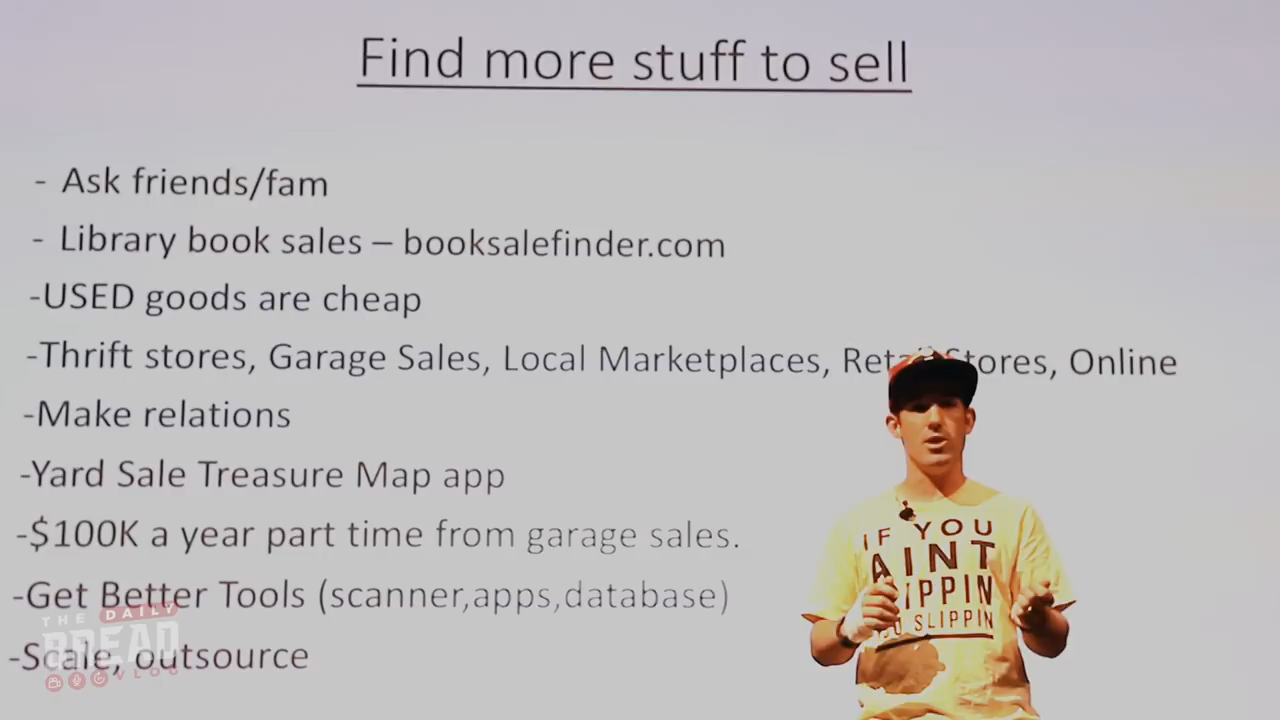 Find more stuff to sell
- Ask friends/fam
- Library book sales – booksalefinder.com
-USED goods are cheap
-Thrift stores, Garage Sales, Local Marketplaces, Retail Stores, Online
-Make relations
-Yard Sale Treasure Map app
-$100K a year part time from garage sales.
-Get Better Tools (scanner,apps,database)
-Scale, outsource
THE DAILY
BREAD
VLOG
IF YOU
AINT
FLIPPIN
YOU SLIPPIN